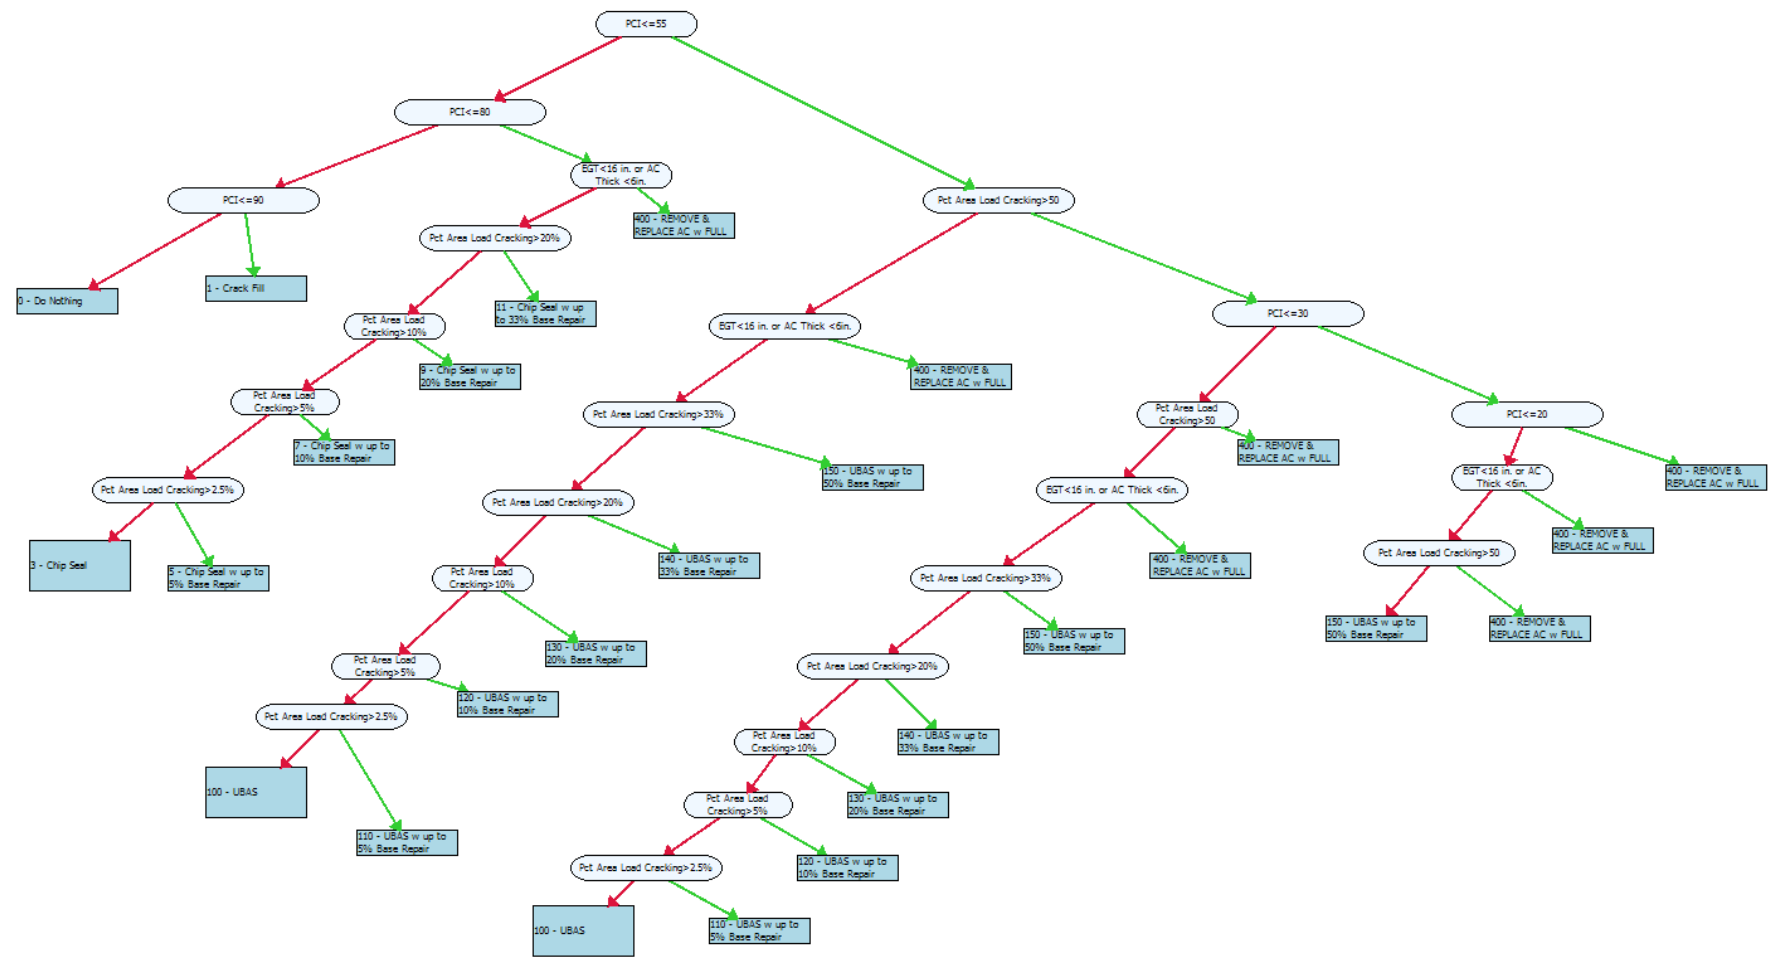 PCI<=55
PCI<=80
EGT<16 in. or AC
Thick <6in.
PCI<=90
Pct Area Load Cracking>50
400 - REMOVE &
REPLACE AC w FULL
Pct Area Load Cracking>20%
0 - Do Nothing
1 - Crack Fill
11 - Chip Seal w up
to 33% Base Repair
PCI<=30
Pct Area Load
Cracking>10%
EGT<16 in. or AC Thick <6in.
9 - Chip Seal w up to
20% Base Repair
400 - REMOVE &
REPLACE AC w FULL
Pct Area Load
Cracking>5%
Pct Area Load Cracking>33%
Pct Area Load
Cracking>50
PCI<=20
7 - Chip Seal w up to
10% Base Repair
400 - REMOVE &
REPLACE AC w FULL
150 - UBAS w up to
50% Base Repair
EGT<16 in. or AC
Thick <6in.
400 - REMOVE &
REPLACE AC w FULL
Pct Area Load Cracking>2.5%
Pct Area Load Cracking>20%
EGT<16 in. or AC Thick <6in.
400 - REMOVE &
REPLACE AC w FULL
Pct Area Load Cracking>50
3 - Chip Seal
5 - Chip Seal w up to
5% Base Repair
Pct Area Load
Cracking>10%
140 - UBAS w up to
33% Base Repair
Pct Area Load Cracking>33%
400 - REMOVE &
REPLACE AC w FULL
150 - UBAS w up to
50% Base Repair
400 - REMOVE &
REPLACE AC w FULL
130 - UBAS w up to
20% Base Repair
150 - UBAS w up to
50% Base Repair
Pct Area Load
Cracking>5%
Pct Area Load Cracking>20%
120 - UBAS w up to
10% Base Repair
Pct Area Load Cracking>2.5%
Pct Area Load
Cracking>10%
140 - UBAS w up to
33% Base Repair
100 - UBAS
Pct Area Load
Cracking>5%
130 - UBAS w up to
20% Base Repair
110 - UBAS w up to
5% Base Repair
Pct Area Load Cracking>2.5%
120 - UBAS w up to
10% Base Repair
100 - UBAS
110 - UBAS w up to
5% Base Repair